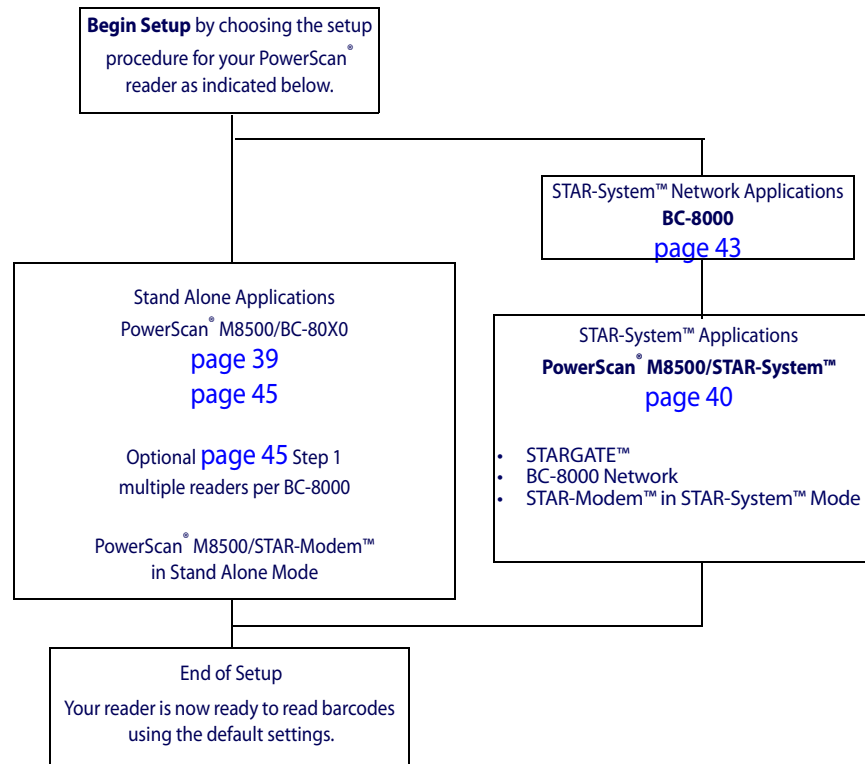 Begin Setup by choosing the setup
procedure for your PowerScan®
reader as indicated below.
STAR-System™ Network Applications
BC-8000
page 43
Stand Alone Applications
PowerScan® M8500/BC-80X0
page 39
page 45
Optional page 45 Step 1
multiple readers per BC-8000
PowerScan® M8500/STAR-Modem™
in Stand Alone Mode
STAR-System™ Applications
PowerScan® M8500/STAR-System™
page 40
• STARGATE™
• BC-8000 Network
• STAR-Modem™ in STAR-System™ Mode
End of Setup
Your reader is now ready to read barcodes
using the default settings.